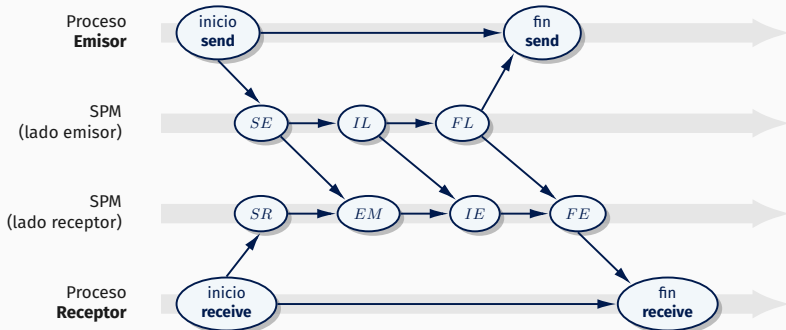 Proceso
Emisor
inicio
send
fin
send
SPM
(lado emisor)
SE
IL
FL
SPM
(lado receptor)
SR
EM
IE
FE
Proceso
Receptor
inicio
receive
fin
receive